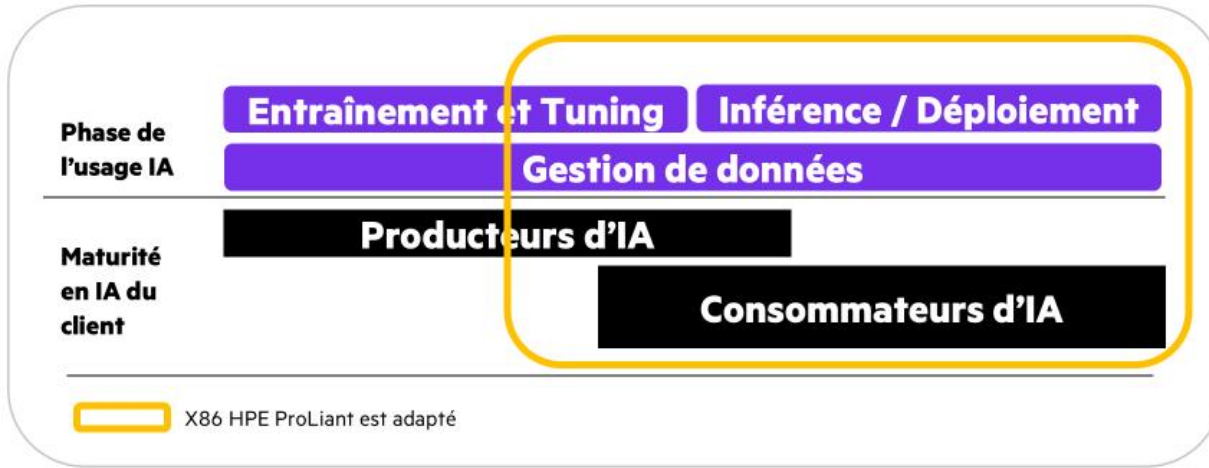 Phase de
l’usage IA
Entraînement et Tuning
Inférence / Déploiement
Gestion de données
Maturité
en IA du
client
Producteurs d’IA
Consommateurs d’IA
X86 HPE ProLiant est adapté